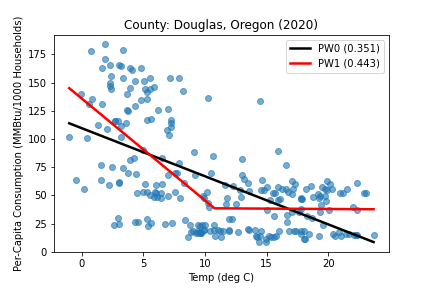 County: Douglas, Oregon (2020)
PW0 (0.351)
PW1 (0.443)
Per-Capita Consumption (MMBtu/1000 Households)
175
150
125
100
75
50
25
0
0 5 10 15 20
Temp (deg C)